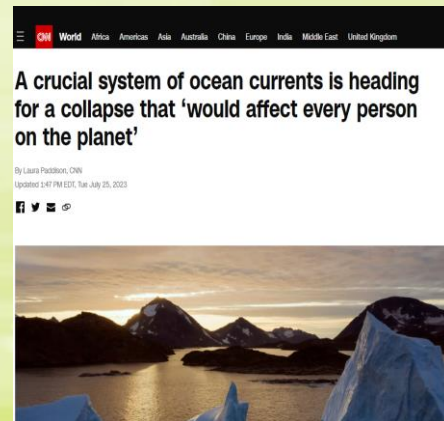 CNN World Africa Americas Asia Australia China Europe India Middle East United Kingdom
A crucial system of ocean currents is heading
for a collapse that ‘would affect every person
on the planet’
By Laura Paddison, CNN
Updated 1:47 PM EDT, Tue July 25, 2023